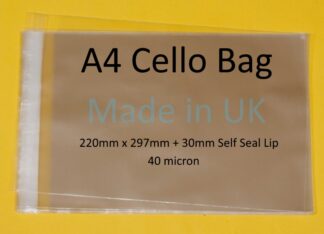 A4 Cello Bag
Made in UK
220mm x 297mm + 30mm Self Seal Lip
40 micron